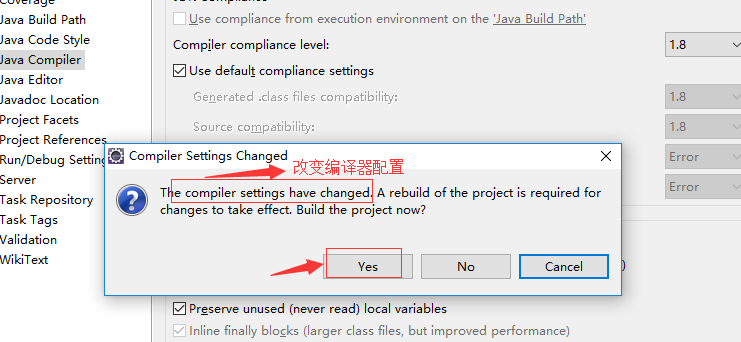 Coverage
Java Build Path
Java Code Style
Java Compiler
Java Editor
Javadoc Location
Project Facets
Project References
Run/Debug Setting
Server
Task Repository
Task Tags
Validation
WikiText
Use compliance from execution environment on the 'Java Build Path'
Compiler compliance level:
1.8
Use default compliance settings
Generated .class files compatibility:
1.8
Source compatibility:
1.8
Error
Error
Compiler Settings Changed
改变编译器配置
The compiler settings have changed. A rebuild of the project is required for
changes to take effect. Build the project now?
Yes
No
Cancel
Preserve unused (never read) local variables
Inline finally blocks (larger class files, but improved performance)